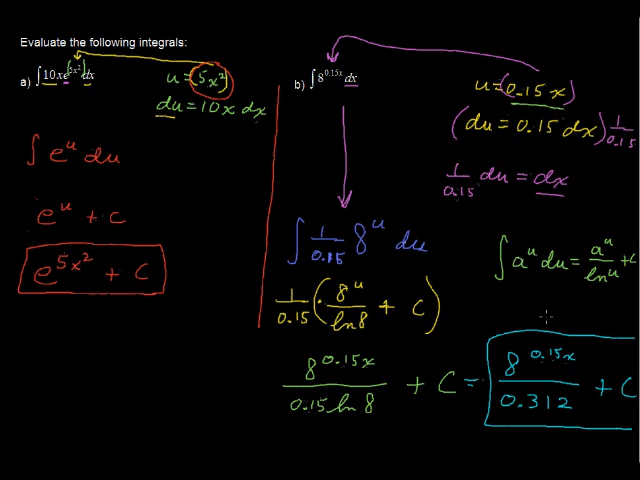 Evaluate the following integrals:
a) ∫10xe^(5x²) dx
u = (5x²)
du = 10x dx
∫ e^u du
e^u + c
e^(5x²) + C
b) ∫8^(0.15x) dx
u = (0.15x)
(du = 0.15 dx) 1/0.15
1/0.15 du = dx
∫ 1/0.15 8^u du
∫ a^u du = a^u/ln^u + C
1/0.15 · (8^u/ln 8 + C)
8^(0.15x)/(0.15 ln 8) + C = 8^(0.15x)/0.312 + C